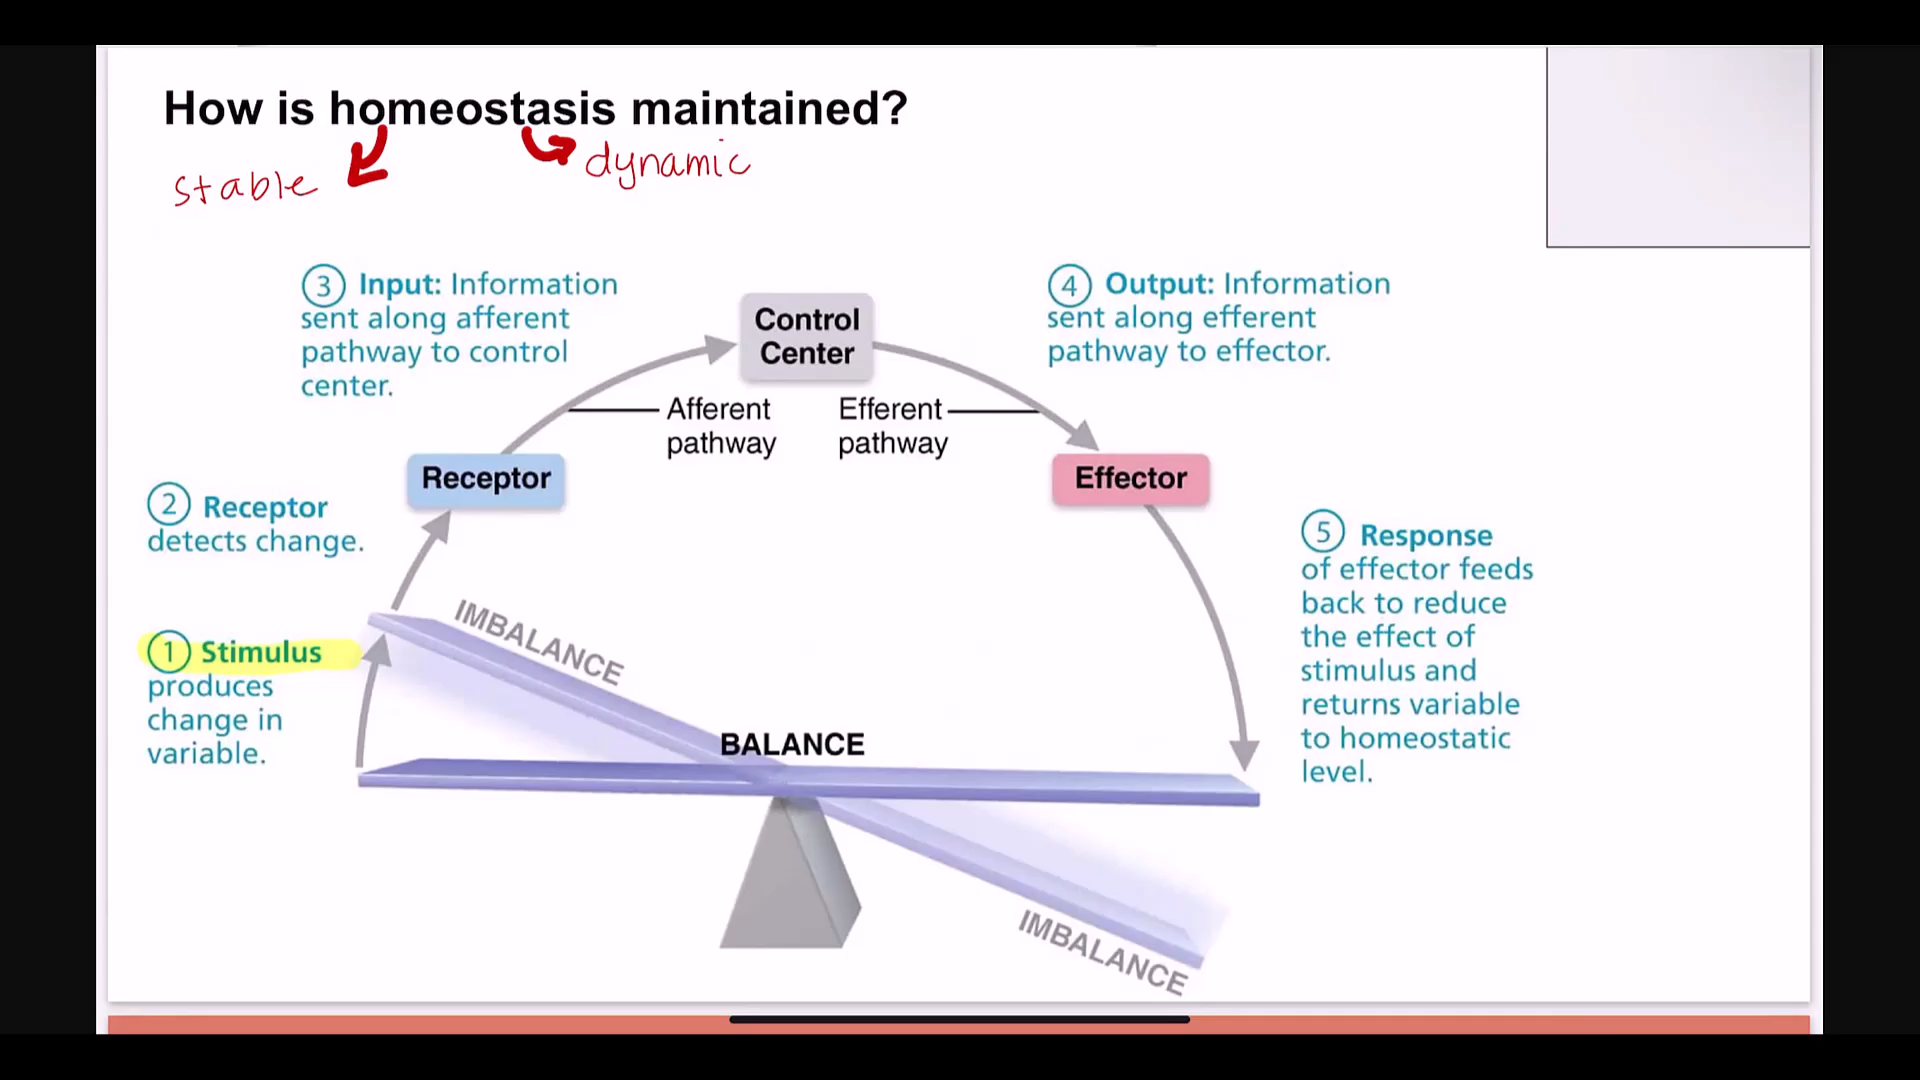 How is homeostasis maintained?
stable
dynamic
3 Input: Information
sent along afferent
pathway to control
center.
Control
Center
4 Output: Information
sent along efferent
pathway to effector.
Afferent
pathway
Efferent
pathway
Receptor
Effector
2 Receptor
detects change.
1 Stimulus
produces
change in
variable.
5 Response
of effector feeds
back to reduce
the effect of
stimulus and
returns variable
to homeostatic
level.
IMBALANCE
BALANCE
IMBALANCE